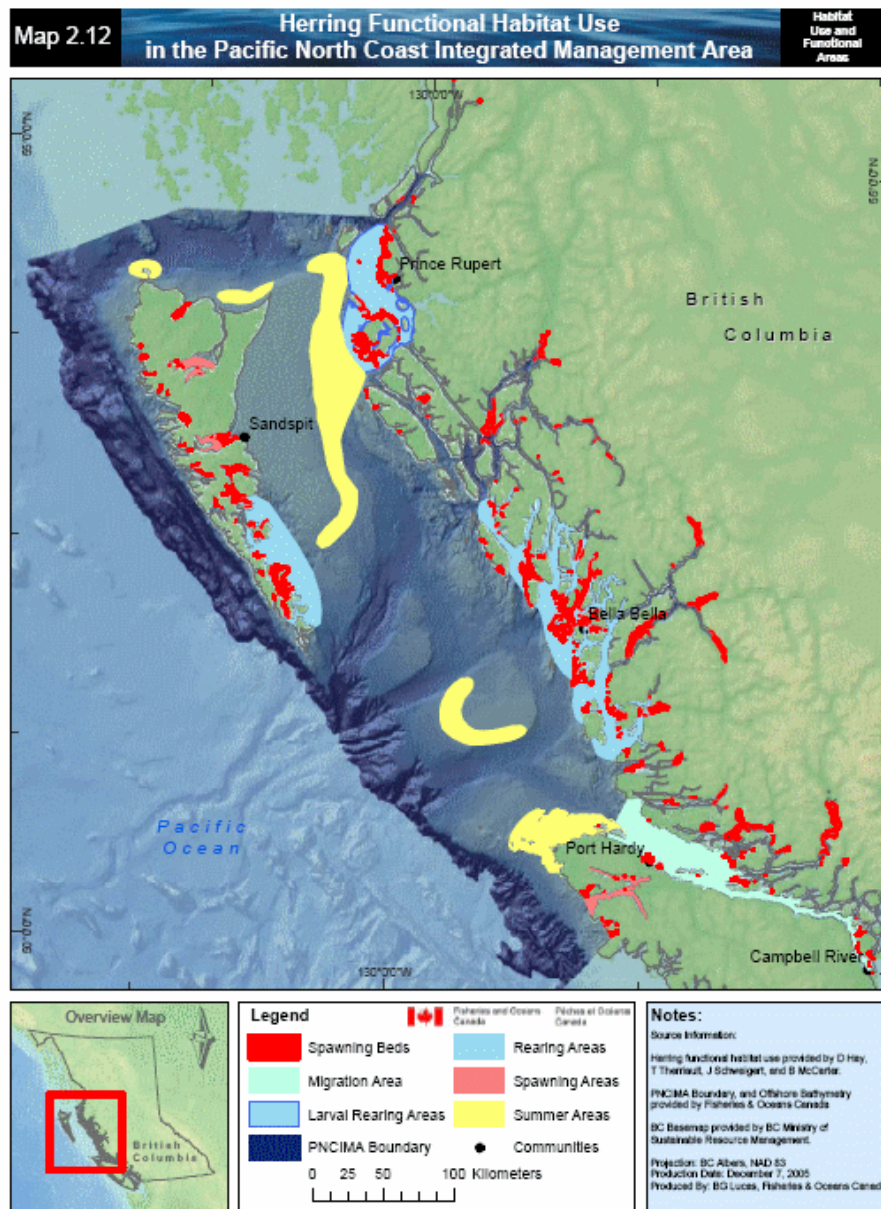 Map 2.12
Herring Functional Habitat Use
in the Pacific North Coast Integrated Management Area
Habitat
Use and
Functional
Areas
130°0'0"W
55°0'0"N
Prince Rupert
British
Columbia
Sandspit
Bella Bella
Pacific
Ocean
Port Hardy
50°0'0"N
Campbell River
130°0'0"W
Overview Map
British
Columbia
Legend
Fisheries and Oceans
Canada
Pêches et Océans
Canada
Spawning Beds
Rearing Areas
Migration Area
Spawning Areas
Larval Rearing Areas
Summer Areas
PNCIMA Boundary
Communities
0 25 50 100 Kilometers
Notes:
Source Information:
Herring functional habitat use provided by D Hay,
T Therriault, J Schweigert, and B McCarter.
PNCIMA Boundary, and Offshore Bathymetry
provided by Fisheries & Oceans Canada
BC Basemap provided by BC Ministry of
Sustainable Resource Management.
Projection: BC Albers, NAD 83
Production Date: December 7, 2005
Produced By: BG Lucas, Fisheries & Oceans Canad